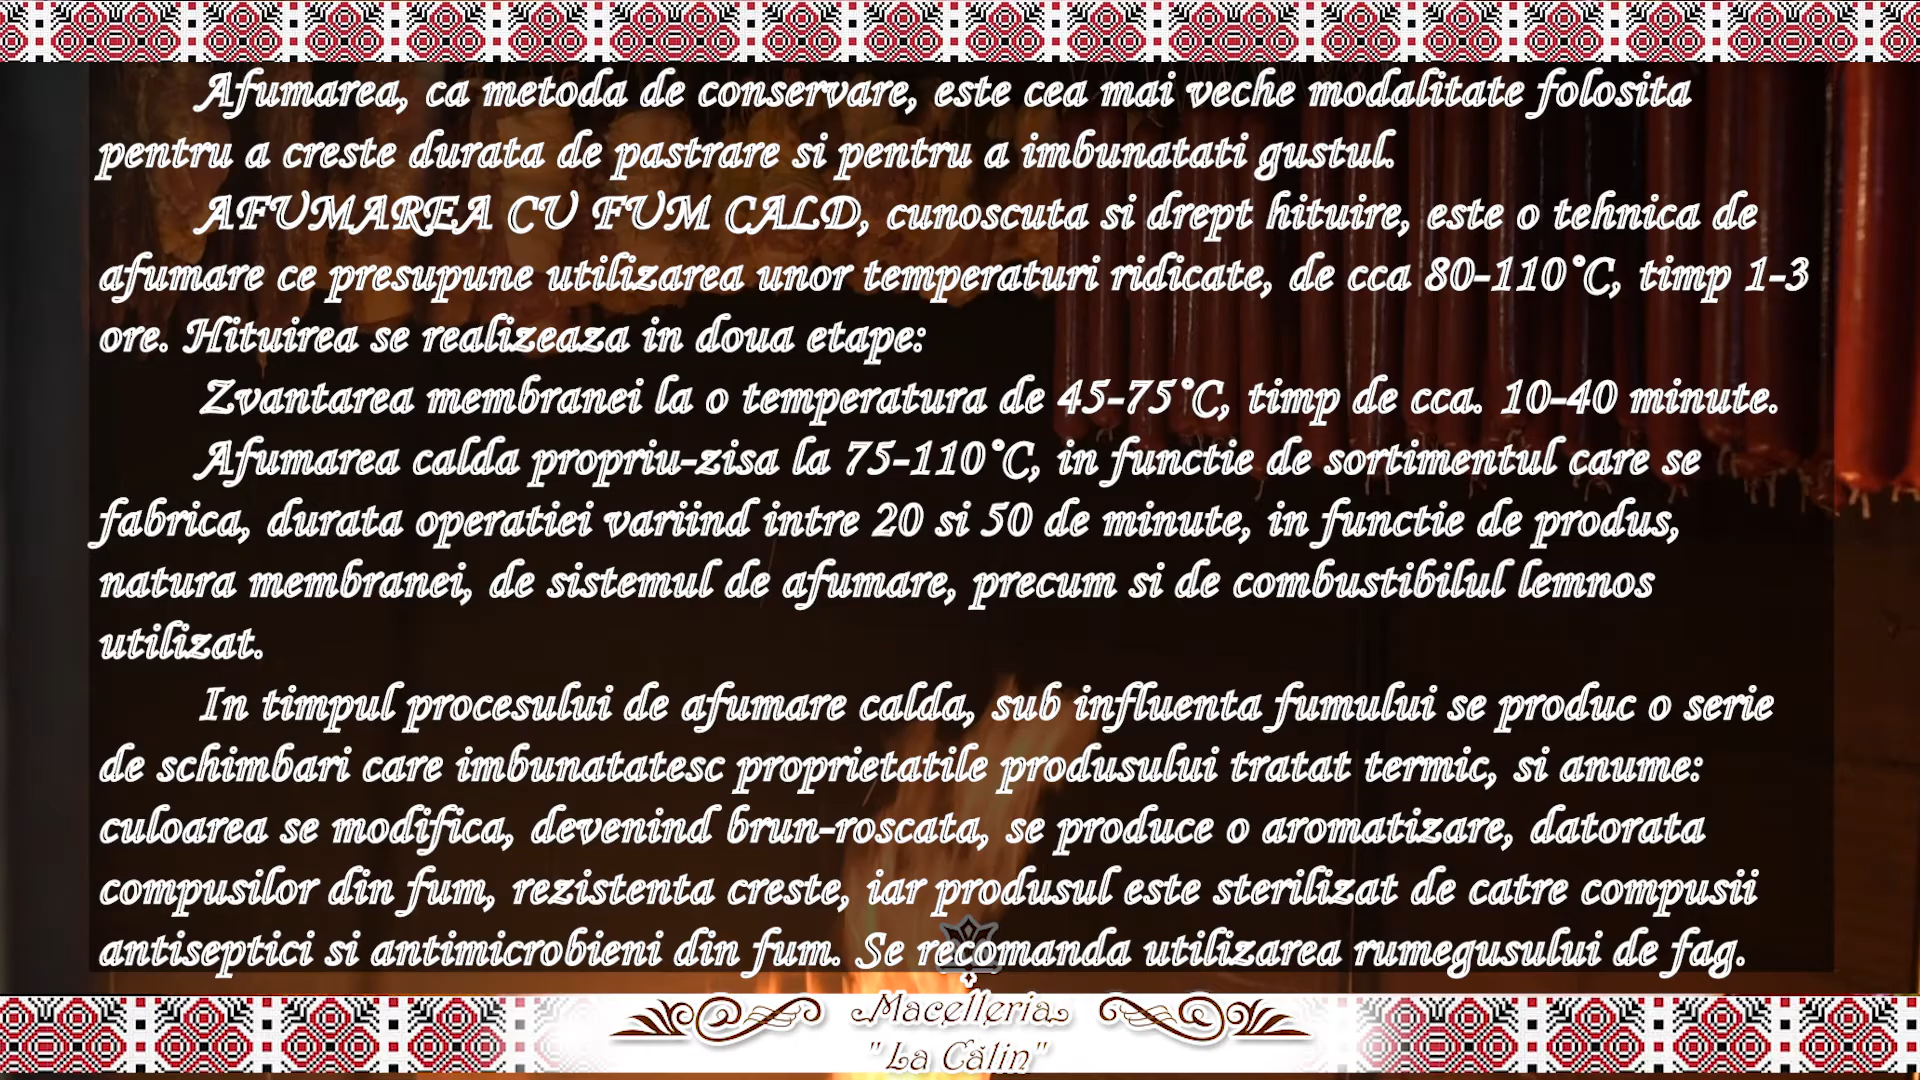 Afumarea, ca metoda de conservare, este cea mai veche modalitate folosita
pentru a creste durata de pastrare si pentru a imbunatati gustul.
AFUMAREA CU FUM CALD, cunoscuta si drept hituire, este o tehnica de
afumare ce presupune utilizarea unor temperaturi ridicate, de cca 80-110°C, timp 1-3
ore. Hituirea se realizeaza in doua etape:
Zvantarea membranei la o temperatura de 45-75°C, timp de cca. 10-40 minute.
Afumarea calda propriu-zisa la 75-110°C, in functie de sortimentul care se
fabrica, durata operatiei variind intre 20 si 50 de minute, in functie de produs,
natura membranei, de sistemul de afumare, precum si de combustibilul lemnos
utilizat.
In timpul procesului de afumare calda, sub influenta fumului se produc o serie
de schimbari care imbunatatesc proprietatile produsului tratat termic, si anume:
culoarea se modifica, devenind brun-roscata, se produce o aromatizare, datorata
compusilor din fum, rezistenta creste, iar produsul este sterilizat de catre compusii
antiseptici si antimicrobieni din fum. Se recomanda utilizarea rumegusului de fag.
Macelleria
"La Călin"